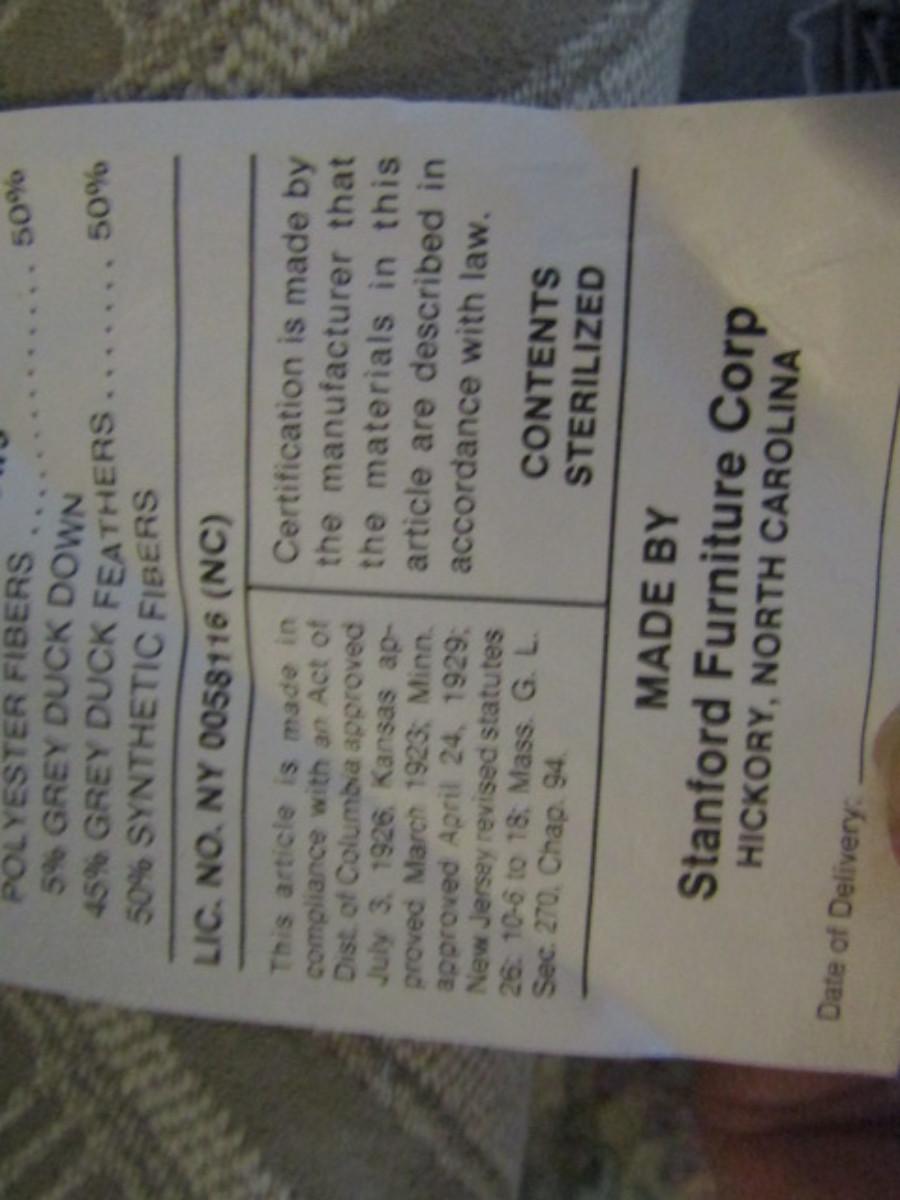 POLYESTER FIBERS .................. 50%
5% GREY DUCK DOWN
45% GREY DUCK FEATHERS .......... 50%
50% SYNTHETIC FIBERS
LIC. NO. NY 0058116 (NC)
This article is made in
compliance with an Act of
Dist. of Columbia approved
July 3, 1926; Kansas ap-
proved March 1923; Minn.
approved April 24, 1929;
New Jersey revised statutes
26: 10-6 to 18; Mass. G. L.
Sec. 270, Chap. 94.
Certification is made by
the manufacturer that
the materials in this
article are described in
accordance with law.
CONTENTS
STERILIZED
MADE BY
Stanford Furniture Corp
HICKORY, NORTH CAROLINA
Date of Delivery: